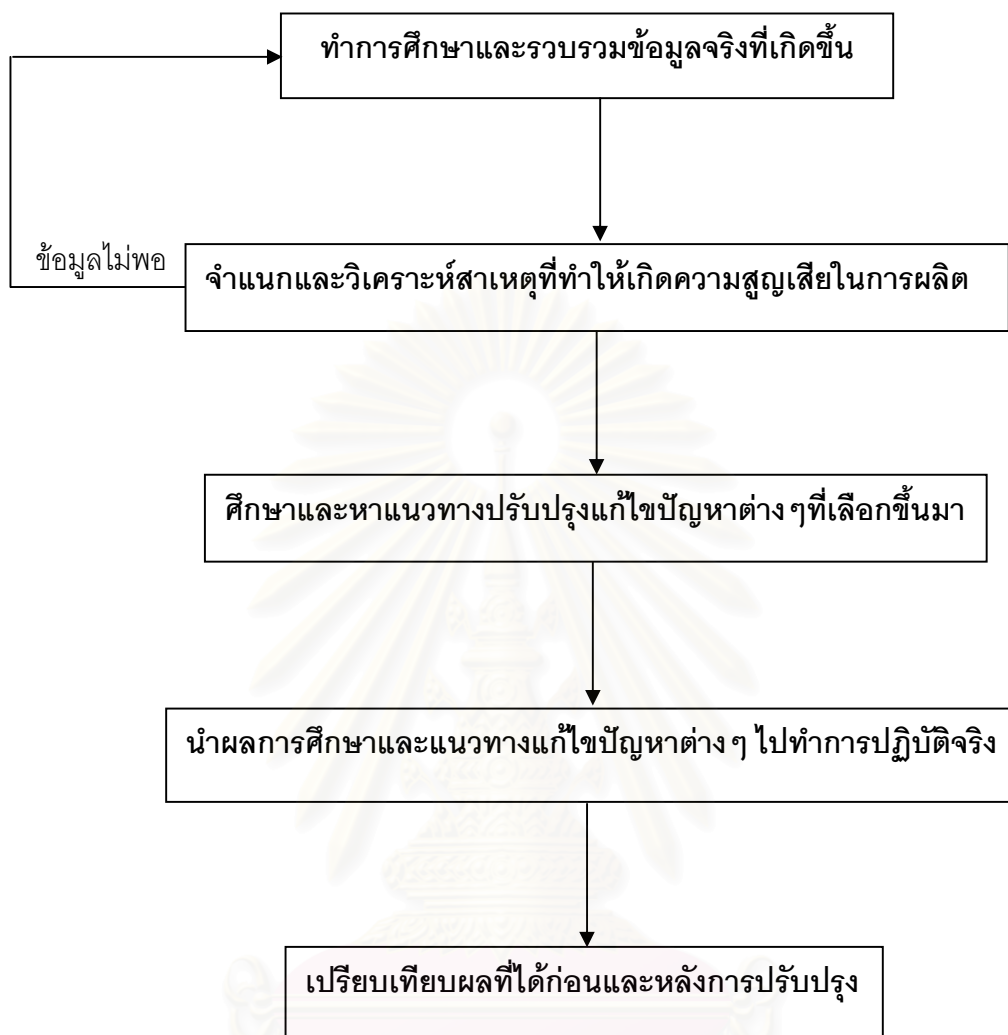 ทำการศึกษาและรวบรวมข้อมูลจริงที่เกิดขึ้น
ข้อมูลไม่พอ
จำแนกและวิเคราะห์สาเหตุที่ทำให้เกิดความสูญเสียในการผลิต
ศึกษาและหาแนวทางปรับปรุงแก้ไขปัญหาต่าง ๆที่เลือกขึ้นมา
นำผลการศึกษาและแนวทางแก้ไขปัญหาต่าง ๆ ไปทำการปฏิบัติจริง
เปรียบเทียบผลที่ได้ก่อนและหลังการปรับปรุง